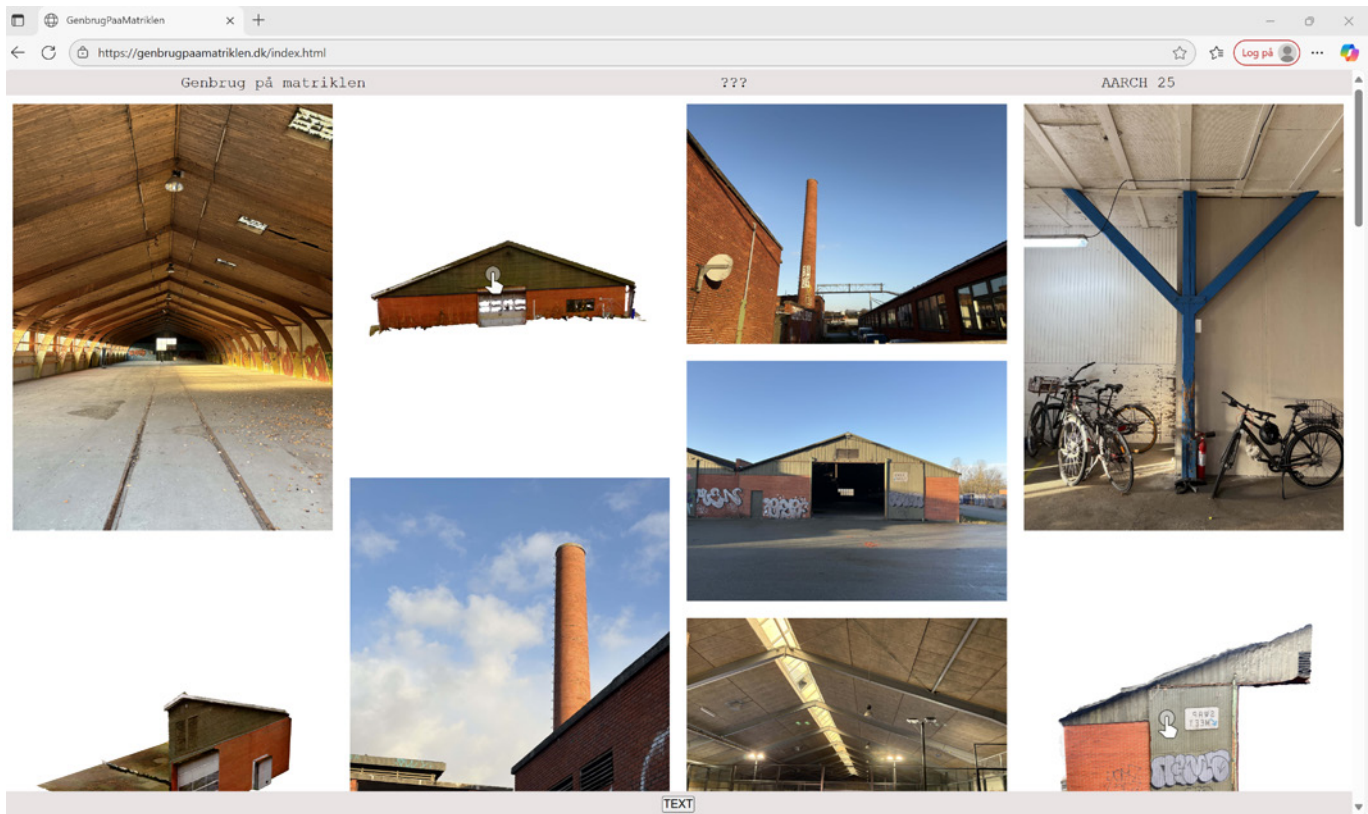 GenbrugPaaMatriklen
https://genbrugpaamatriklen.dk/index.html
Log på
Genbrug på matriklen
???
AARCH 25
TEXT